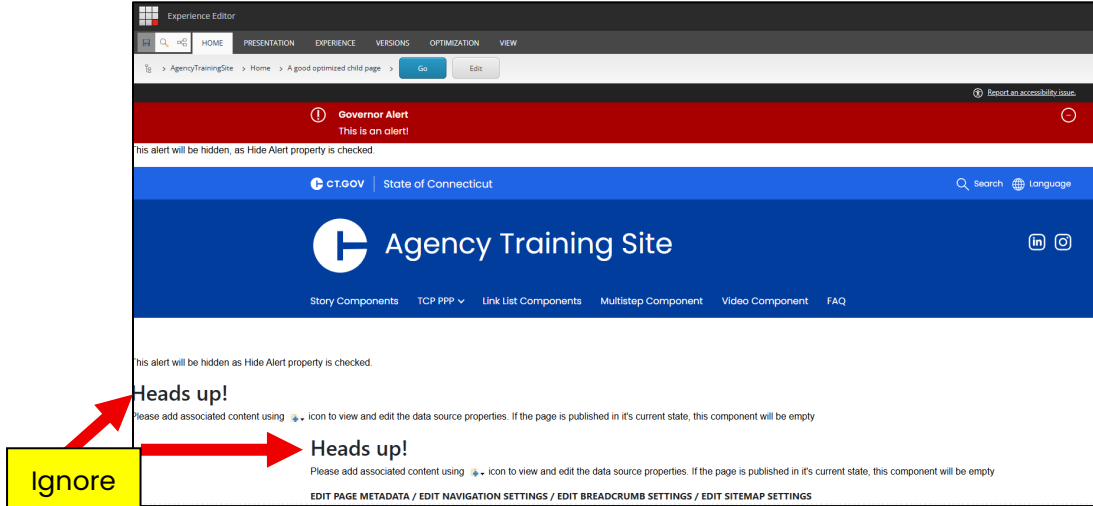 Experience Editor
HOME PRESENTATION EXPERIENCE VERSIONS OPTIMIZATION VIEW
> AgencyTrainingSite > Home > A good optimized child page > Go Edit
Report an accessibility issue.
Governor Alert
This is an alert!
This alert will be hidden, as Hide Alert property is checked.
CT.GOV State of Connecticut Search Language
Agency Training Site in
Story Components TCP PPP Link List Components Multistep Component Video Component FAQ
This alert will be hidden as Hide Alert property is checked.
Heads up!
Please add associated content using icon to view and edit the data source properties. If the page is published in it's current state, this component will be empty
Heads up!
Please add associated content using icon to view and edit the data source properties. If the page is published in it's current state, this component will be empty
Ignore
EDIT PAGE METADATA / EDIT NAVIGATION SETTINGS / EDIT BREADCRUMB SETTINGS / EDIT SITEMAP SETTINGS